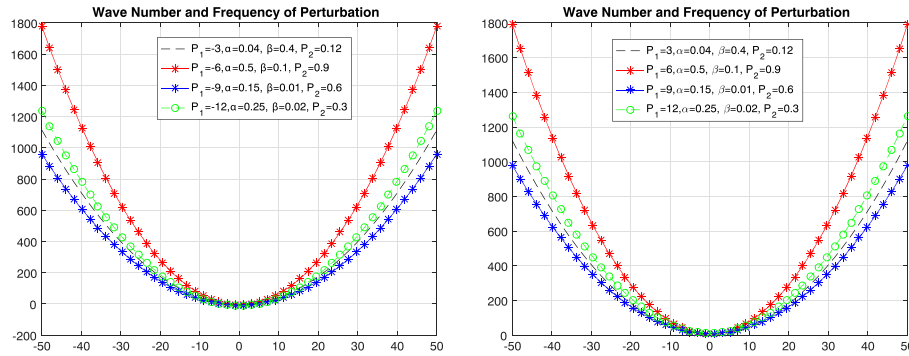 Wave Number and Frequency of Perturbation
1800
1600
1400
1200
1000
800
600
400
200
0
-200
-50 -40 -30 -20 -10 0 10 20 30 40 50
P1=-3,α=0.04, β=0.4, P2=0.12
P1=-6,α=0.5, β=0.1, P2=0.9
P1=-9,α=0.15, β=0.01, P2=0.6
P1=-12,α=0.25, β=0.02, P2=0.3
Wave Number and Frequency of Perturbation
1800
1600
1400
1200
1000
800
600
400
200
0
-50 -40 -30 -20 -10 0 10 20 30 40 50
P1=3,α=0.04, β=0.4, P2=0.12
P1=6,α=0.5, β=0.1, P2=0.9
P1=9,α=0.15, β=0.01, P2=0.6
P1=12,α=0.25, β=0.02, P2=0.3